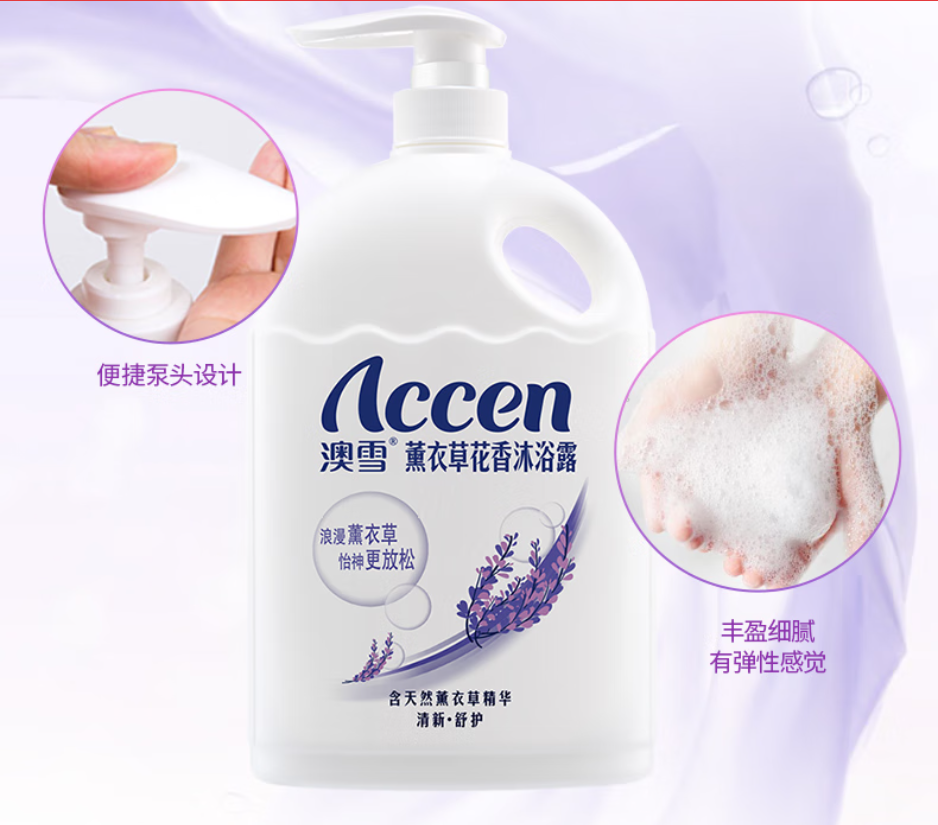 便捷泵头设计
Accen
澳雪® 薰衣草花香沐浴露
浪漫薰衣草
怡神更放松
含天然薰衣草精华
清新·舒护
丰盈细腻
有弹性感觉